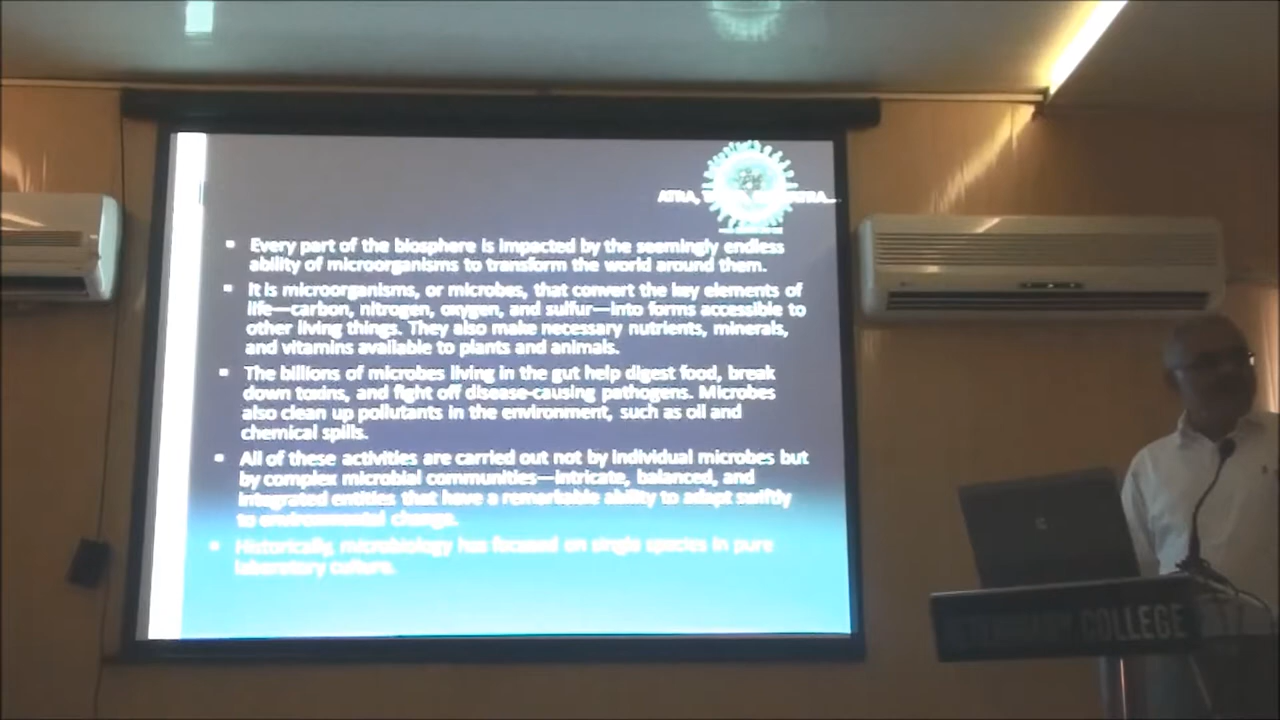 ATRA,
Every part of the biosphere is impacted by the seemingly endless
ability of microorganisms to transform the world around them.
It is microorganisms, or microbes, that convert the key elements of
life—carbon, nitrogen, oxygen, and sulfur—into forms accessible to
other living things. They also make necessary nutrients, minerals,
and vitamins available to plants and animals.
The billions of microbes living in the gut help digest food, break
down toxins, and fight off disease-causing pathogens. Microbes
also clean up pollutants in the environment, such as oil and
chemical spills.
All of these activities are carried out not by individual microbes but
by complex microbial communities—intricate, balanced, and
integrated entities that have a remarkable ability to adapt swiftly
to environmental change.
Historically, microbiology has focused on single species in pure
laboratory culture.
COLLEGE